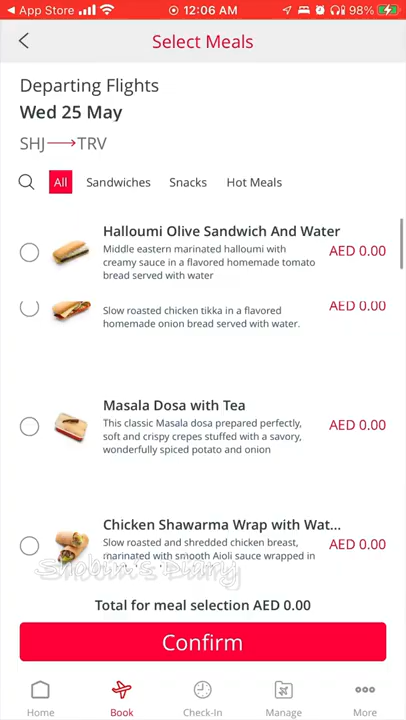 App Store
12:06 AM
98%
Select Meals
Departing Flights
Wed 25 May
SHJ TRV
All Sandwiches Snacks Hot Meals
Halloumi Olive Sandwich And Water
Middle eastern marinated halloumi with
creamy sauce in a flavored homemade tomato
bread served with water
AED 0.00
AED 0.00
Slow roasted chicken tikka in a flavored
homemade onion bread served with water.
Masala Dosa with Tea
This classic Masala dosa prepared perfectly,
soft and crispy crepes stuffed with a savory,
wonderfully spiced potato and onion
AED 0.00
Chicken Shawarma Wrap with Wat...
Slow roasted and shredded chicken breast,
marinated with smooth Aioli sauce wrapped in
AED 0.00
Shobin's Dairy
Total for meal selection AED 0.00
Confirm
Home Book Check-In Manage More